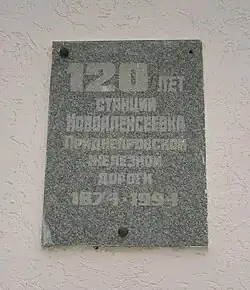 120 ЛЕТ
СТАНЦИИ
НОВОАЛЕКСЕЕВКА
ПРИДНЕПРОВСКОЙ
ЖЕЛЕЗНОЙ
ДОРОГИ
1874-1994